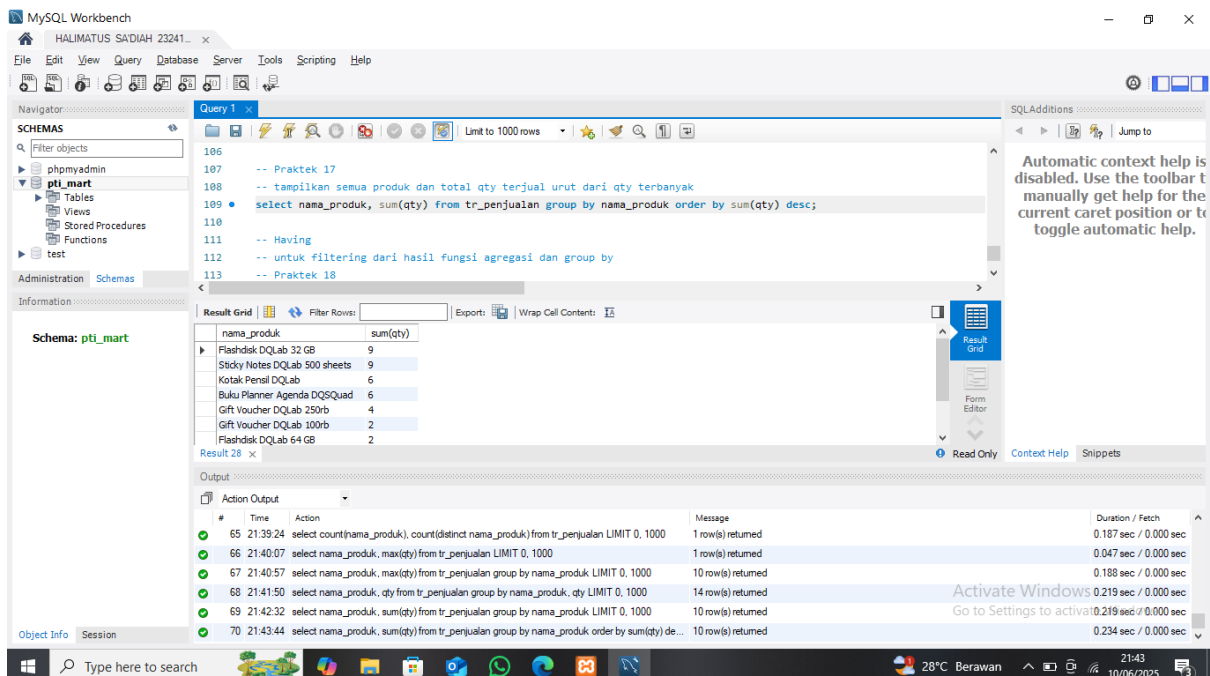 MySQL Workbench
HALIMATUS SA'DIAH 23241... ×
File Edit View Query Database Server Tools Scripting Help
Navigator
Query 1 ×
SQLAdditions
SCHEMAS
Filter objects
phpmyadmin
pti_mart
Tables
Views
Stored Procedures
Functions
test
Administration Schemas
Information
Schema: pti_mart
Object Info Session
Limit to 1000 rows
106
107 -- Praktek 17
108 -- tampilkan semua produk dan total qty terjual urut dari qty terbanyak
109 select nama_produk, sum(qty) from tr_penjualan group by nama_produk order by sum(qty) desc;
110
111 -- Having
112 -- untuk filtering dari hasil fungsi agregasi dan group by
113 -- Praktek 18
Jump to
Automatic context help is
disabled. Use the toolbar t
manually get help for the
current caret position or to
toggle automatic help.
Result Grid Filter Rows: Export: Wrap Cell Content:
nama_produk sum(qty)
Flashdisk DQLab 32 GB 9
Sticky Notes DQLab 500 sheets 9
Kotak Pensil DQLab 6
Buku Planner Agenda DQSQuad 6
Gift Voucher DQLab 250rb 4
Gift Voucher DQLab 100rb 2
Flashdisk DQLab 64 GB 2
Result
Grid
Form
Editor
Result 28 ×
Read Only
Context Help Snippets
Output
Action Output
# Time Action Message Duration / Fetch
65 21:39:24 select count(nama_produk), count(distinct nama_produk) from tr_penjualan LIMIT 0, 1000 1 row(s) returned 0.187 sec / 0.000 sec
66 21:40:07 select nama_produk, max(qty) from tr_penjualan LIMIT 0, 1000 1 row(s) returned 0.047 sec / 0.000 sec
67 21:40:57 select nama_produk, max(qty) from tr_penjualan group by nama_produk LIMIT 0, 1000 10 row(s) returned 0.188 sec / 0.000 sec
68 21:41:50 select nama_produk, qty from tr_penjualan group by nama_produk, qty LIMIT 0, 1000 14 row(s) returned 0.219 sec / 0.000 sec
69 21:42:32 select nama_produk, sum(qty) from tr_penjualan group by nama_produk LIMIT 0, 1000 10 row(s) returned
70 21:43:44 select nama_produk, sum(qty) from tr_penjualan group by nama_produk order by sum(qty) de... 10 row(s) returned 0.234 sec / 0.000 sec
Activate Windows
Go to Settings to activate
Type here to search
28°C Berawan
21:43
10/06/2025